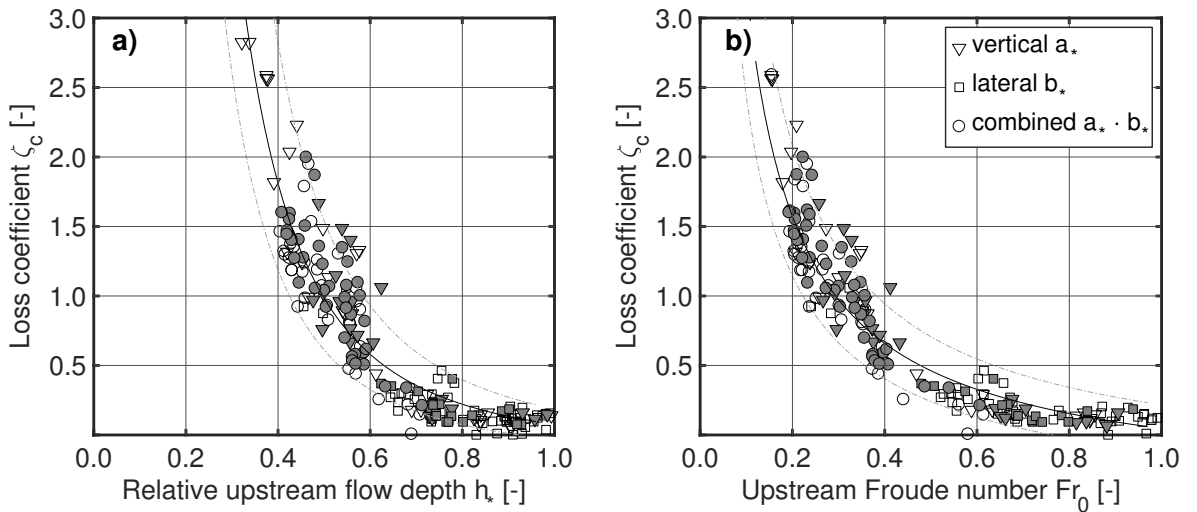 a)
3.0
2.5
2.0
1.5
1.0
0.5
Loss coefficient ζc [-]
0.0 0.2 0.4 0.6 0.8 1.0
Relative upstream flow depth h* [-]
b)
vertical a*
lateral b*
combined a* · b*
3.0
2.5
2.0
1.5
1.0
0.5
Loss coefficient ζc [-]
0.0 0.2 0.4 0.6 0.8 1.0
Upstream Froude number Fr0 [-]